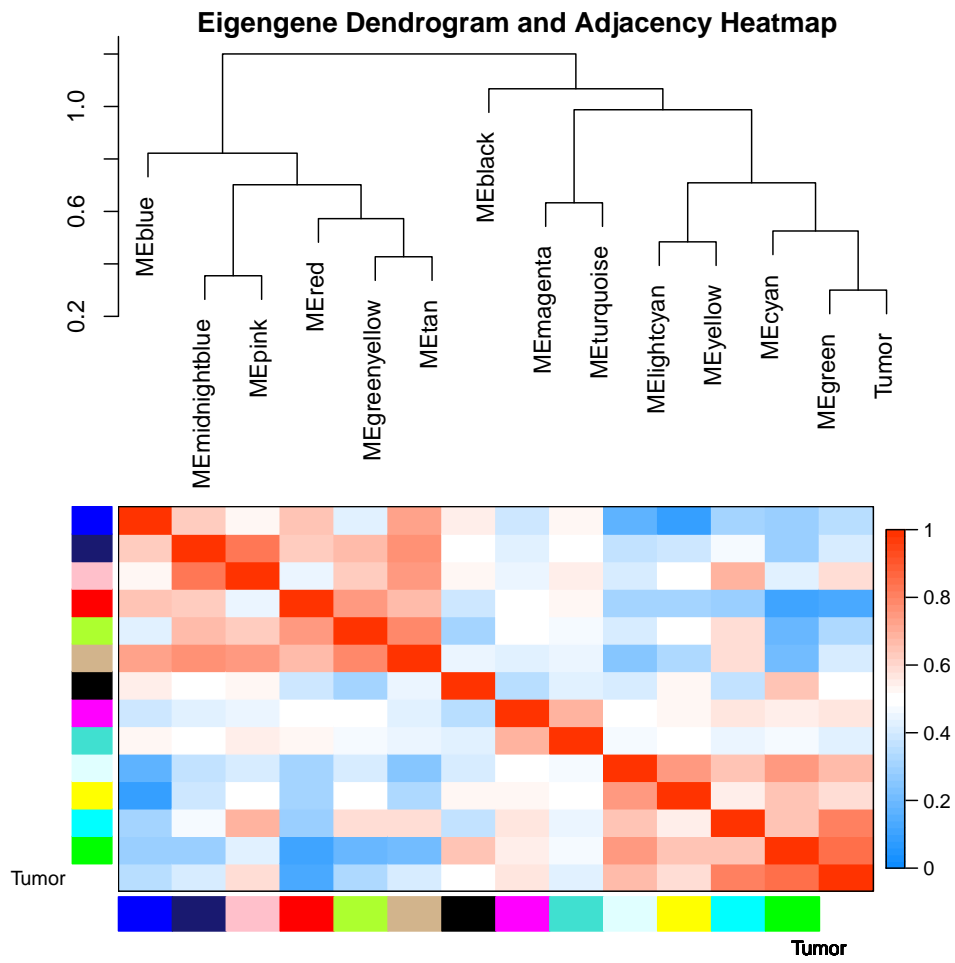 Eigengene Dendrogram and Adjacency Heatmap
1.0
0.6
0.2
MEblue
MEmidnightblue
MEpink
MEred
MEgreenyellow
MEtan
MEblack
MEmagenta
MEturquoise
MElightcyan
MEyellow
MEcyan
MEgreen
Tumor
1
0.8
0.6
0.4
0.2
0
Tumor
Tumor